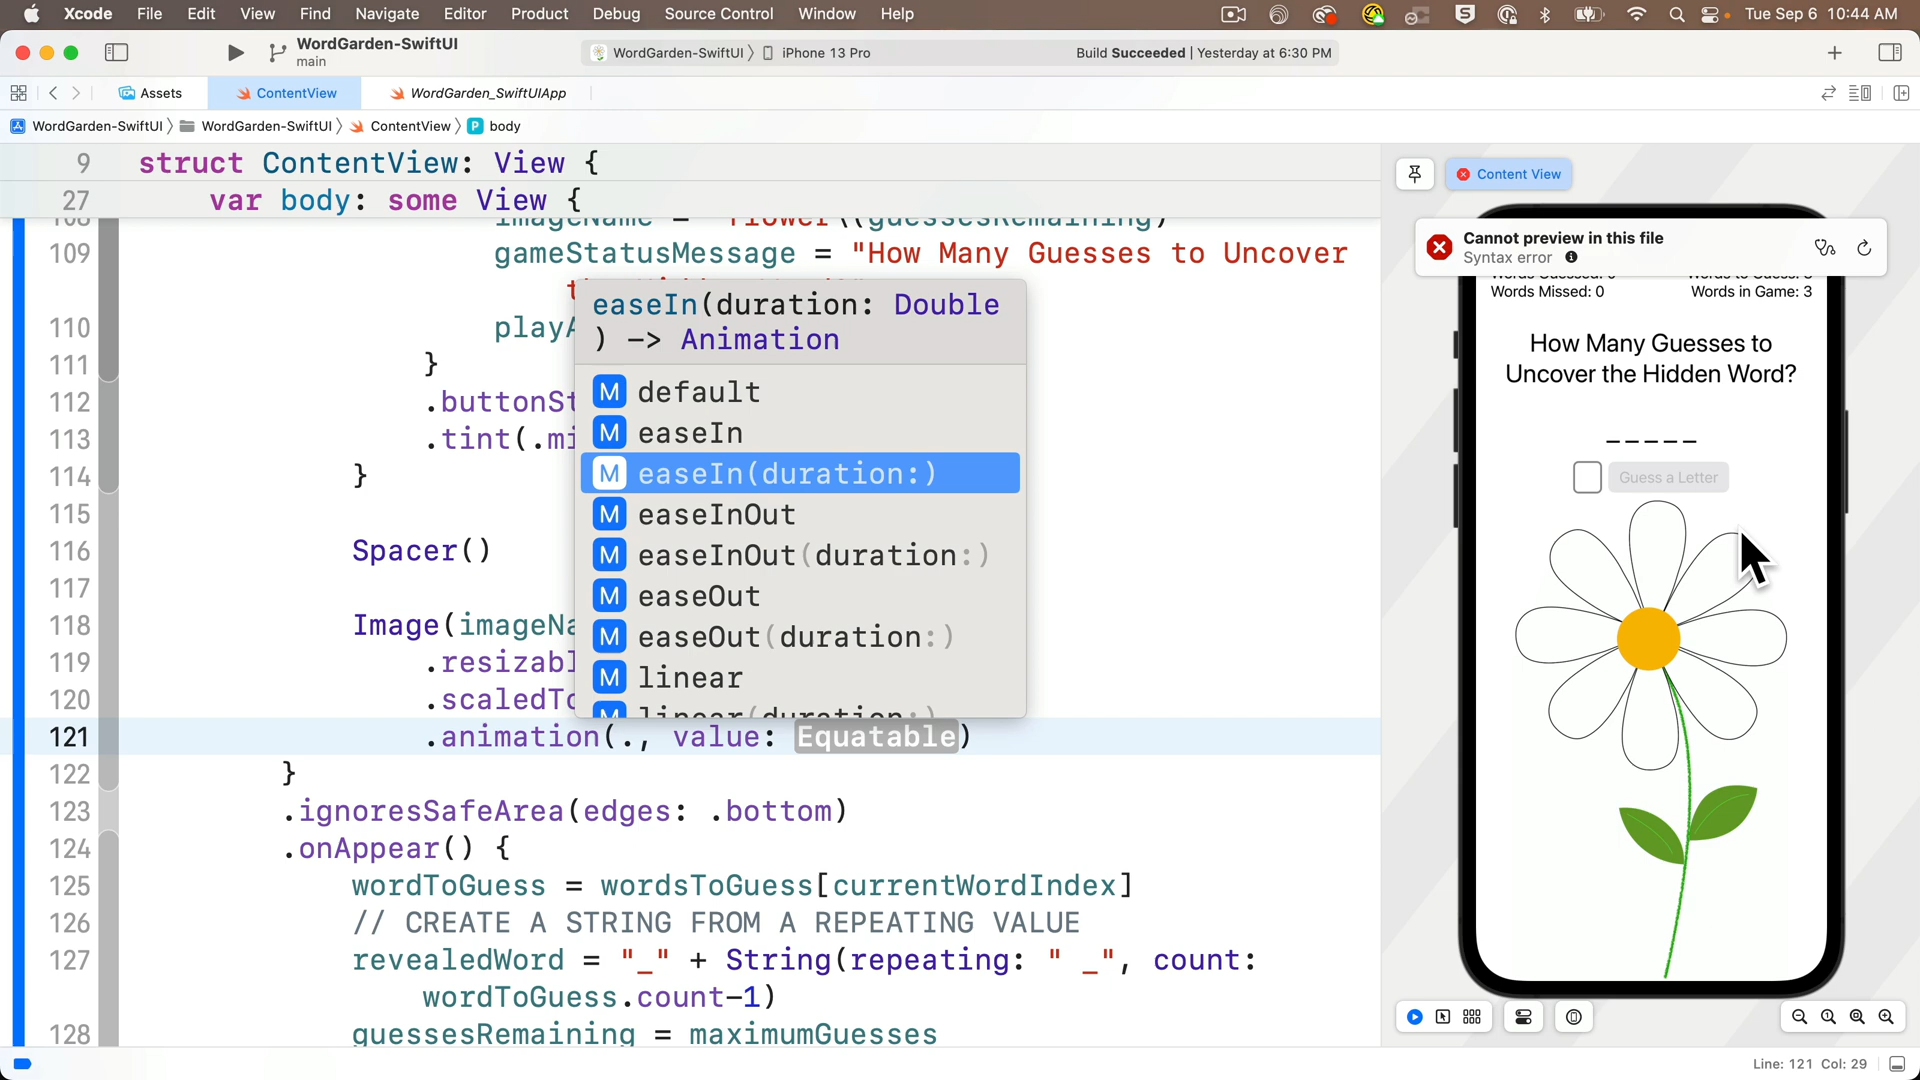 Xcode File Edit View Find Navigate Editor Product Debug Source Control Window Help Tue Sep 6 10:44 AM
WordGarden-SwiftUI
main
WordGarden-SwiftUI 〉 iPhone 13 Pro
Build Succeeded | Yesterday at 6:30 PM
Assets ContentView WordGarden_SwiftUIApp
WordGarden-SwiftUI 〉 WordGarden-SwiftUI 〉 ContentView 〉 P body
9 struct ContentView: View {
27 var body: some View {
109 gameStatusMessage = "How Many Guesses to Uncover
110 playA
111 }
112 .buttonSt
113 .tint(.mi
114 }
115
116 Spacer()
117
118 Image(imageNa
119 .resizabl
120 .scaledTo
121 .animation(., value: Equatable)
122 }
123 .ignoresSafeArea(edges: .bottom)
124 .onAppear() {
125 wordToGuess = wordsToGuess[currentWordIndex]
126 // CREATE A STRING FROM A REPEATING VALUE
127 revealedWord = "_" + String(repeating: " _", count:
wordToGuess.count-1)
128 guessesRemaining = maximumGuesses
easeIn(duration: Double
) -> Animation
M default
M easeIn
M easeIn(duration:)
M easeInOut
M easeInOut(duration:)
M easeOut
M easeOut(duration:)
M linear
M linear(duration:)
Content View
Cannot preview in this file
Syntax error
Words Missed: 0 Words in Game: 3
How Many Guesses to
Uncover the Hidden Word?
_ _ _ _ _
Guess a Letter
Line: 121 Col: 29